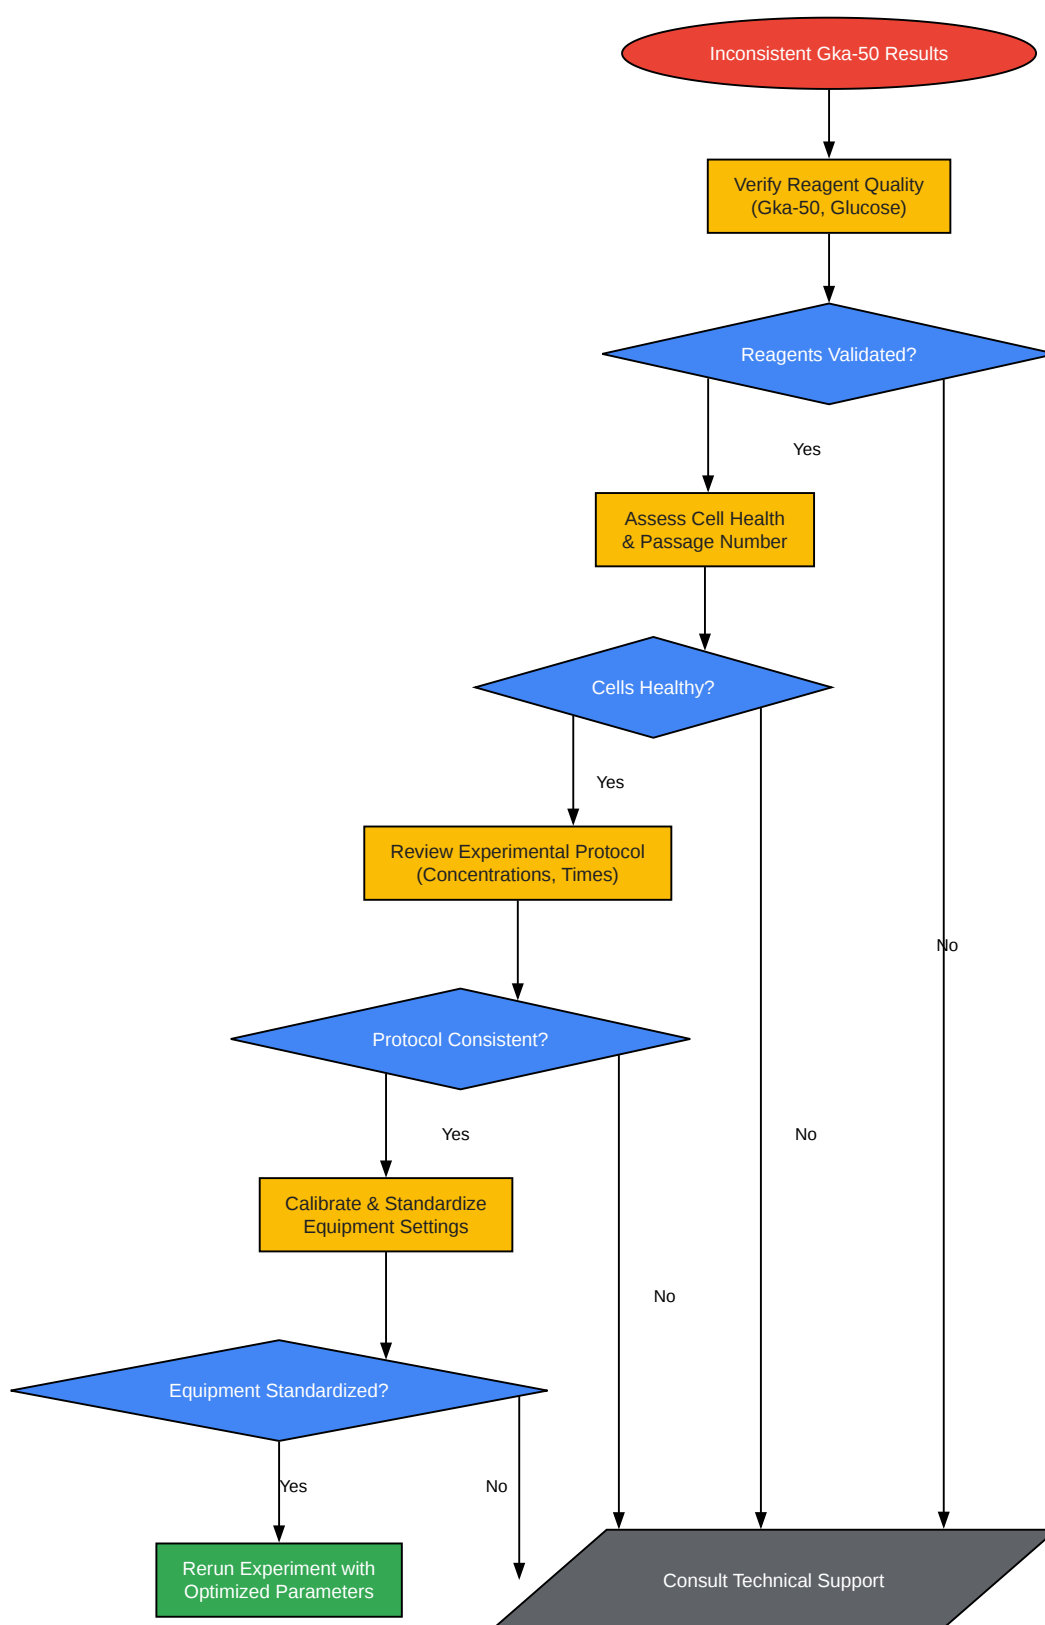 Inconsistent Gka-50 Results
Verify Reagent Quality
(Gka-50, Glucose)
Reagents Validated?
Yes
Assess Cell Health
& Passage Number
Cells Healthy?
Yes
Review Experimental Protocol
(Concentrations, Times)
No
Protocol Consistent?
Yes
No
Calibrate & Standardize
Equipment Settings
No
Equipment Standardized?
Yes
No
Rerun Experiment with
Optimized Parameters
Consult Technical Support